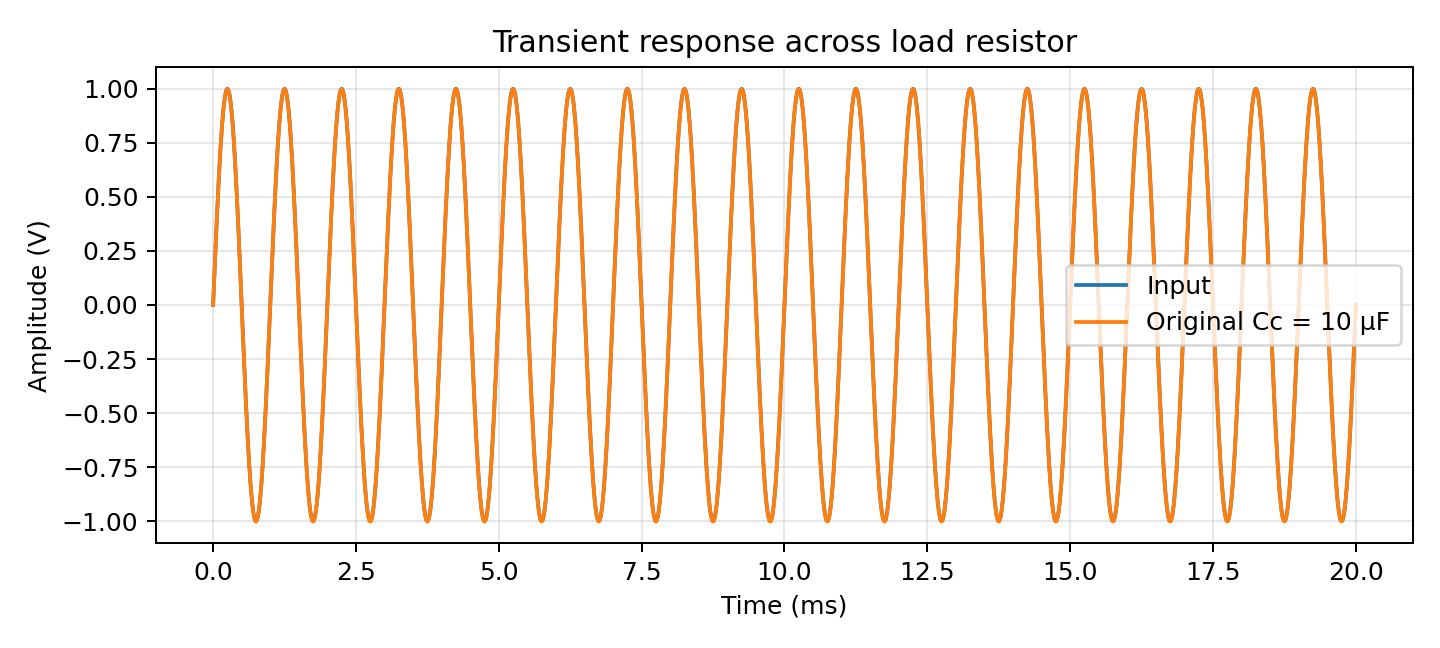 Transient response across load resistor
Amplitude (V)
1.00
0.75
0.50
0.25
0.00
−0.25
−0.50
−0.75
−1.00
Input
Original Cc = 10 µF
0.0 2.5 5.0 7.5 10.0 12.5 15.0 17.5 20.0
Time (ms)